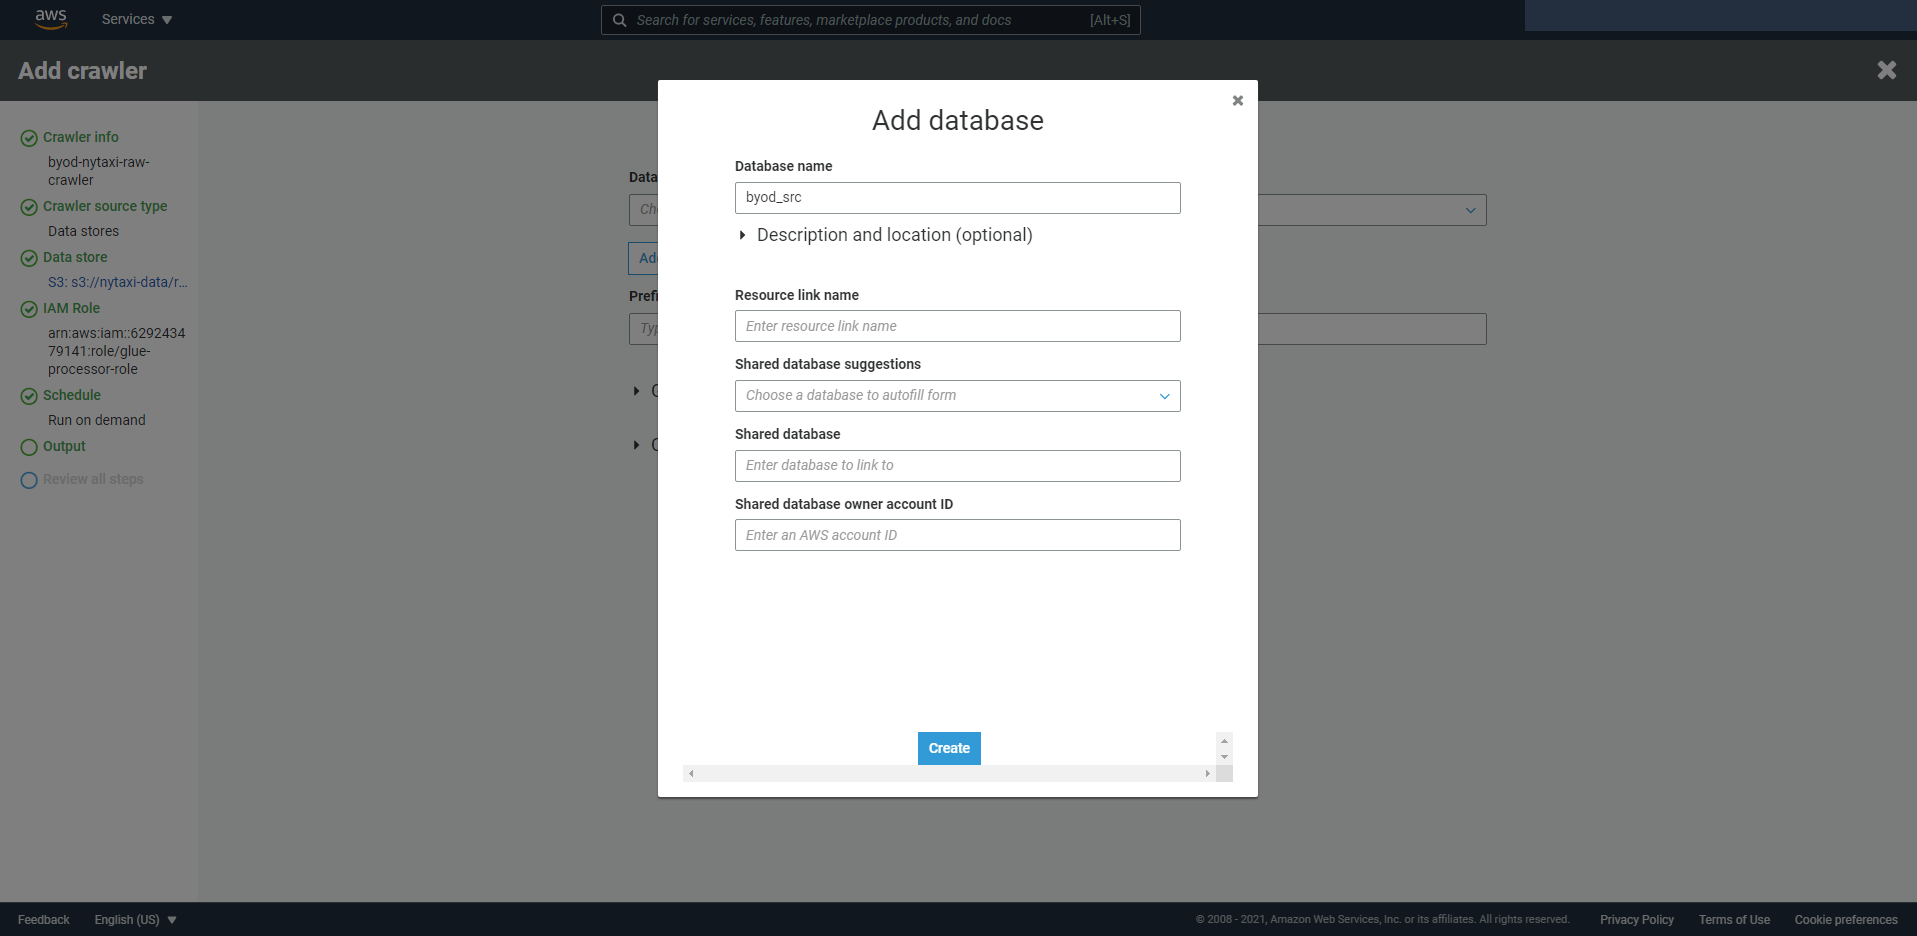 aws
Services
Search for services, features, marketplace products, and docs
[Alt+S]
Add crawler
Crawler info
byod-nytaxi-raw-
crawler
Crawler source type
Data stores
Data store
S3: s3://nytaxi-data/r...
IAM Role
arn:aws:iam::6292434
79141:role/glue-
processor-role
Schedule
Run on demand
Output
Review all steps
Data
Prefi
Add database
Database name
byod_src
Description and location (optional)
Resource link name
Enter resource link name
Shared database suggestions
Choose a database to autofill form
Shared database
Enter database to link to
Shared database owner account ID
Enter an AWS account ID
Create
Feedback
English (US)
© 2008 - 2021, Amazon Web Services, Inc. or its affiliates. All rights reserved.
Privacy Policy
Terms of Use
Cookie preferences